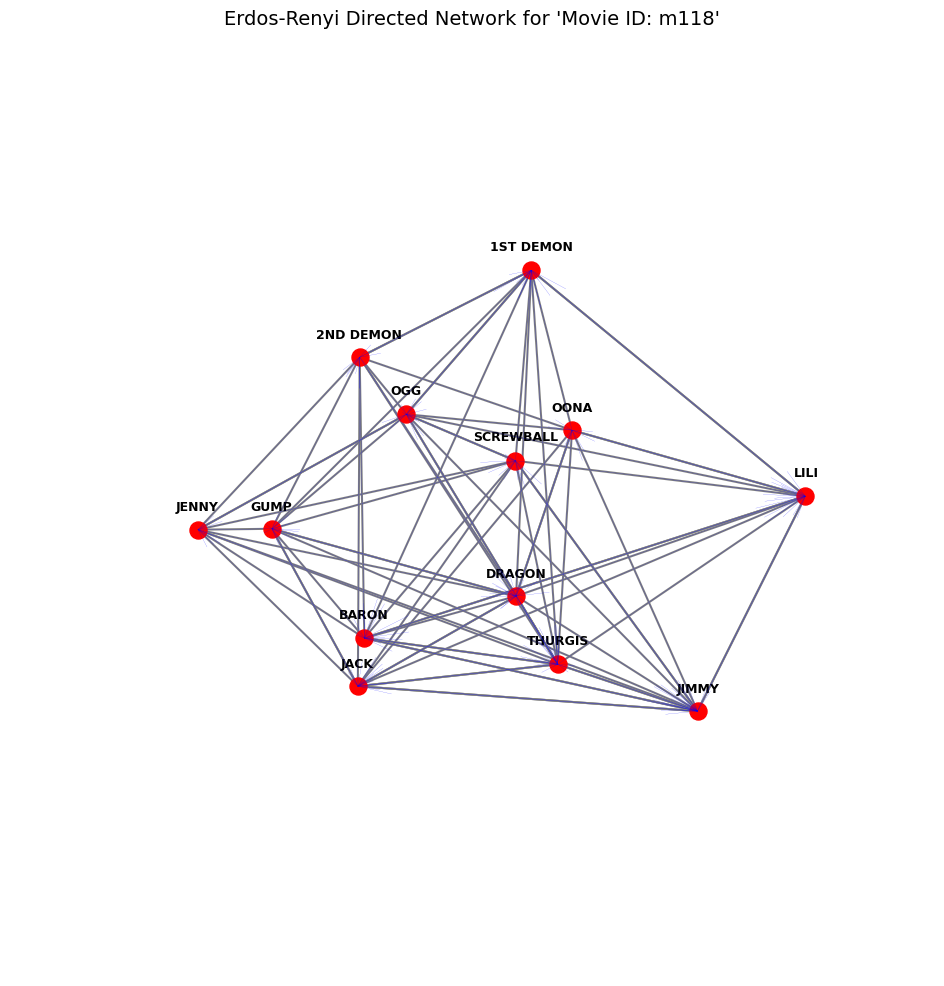 Erdos-Renyi Directed Network for 'Movie ID: m118'
1ST DEMON
2ND DEMON
OGG
OONA
SCREWBALL
LILI
JENNY
GUMP
DRAGON
BARON
THURGIS
JACK
JIMMY